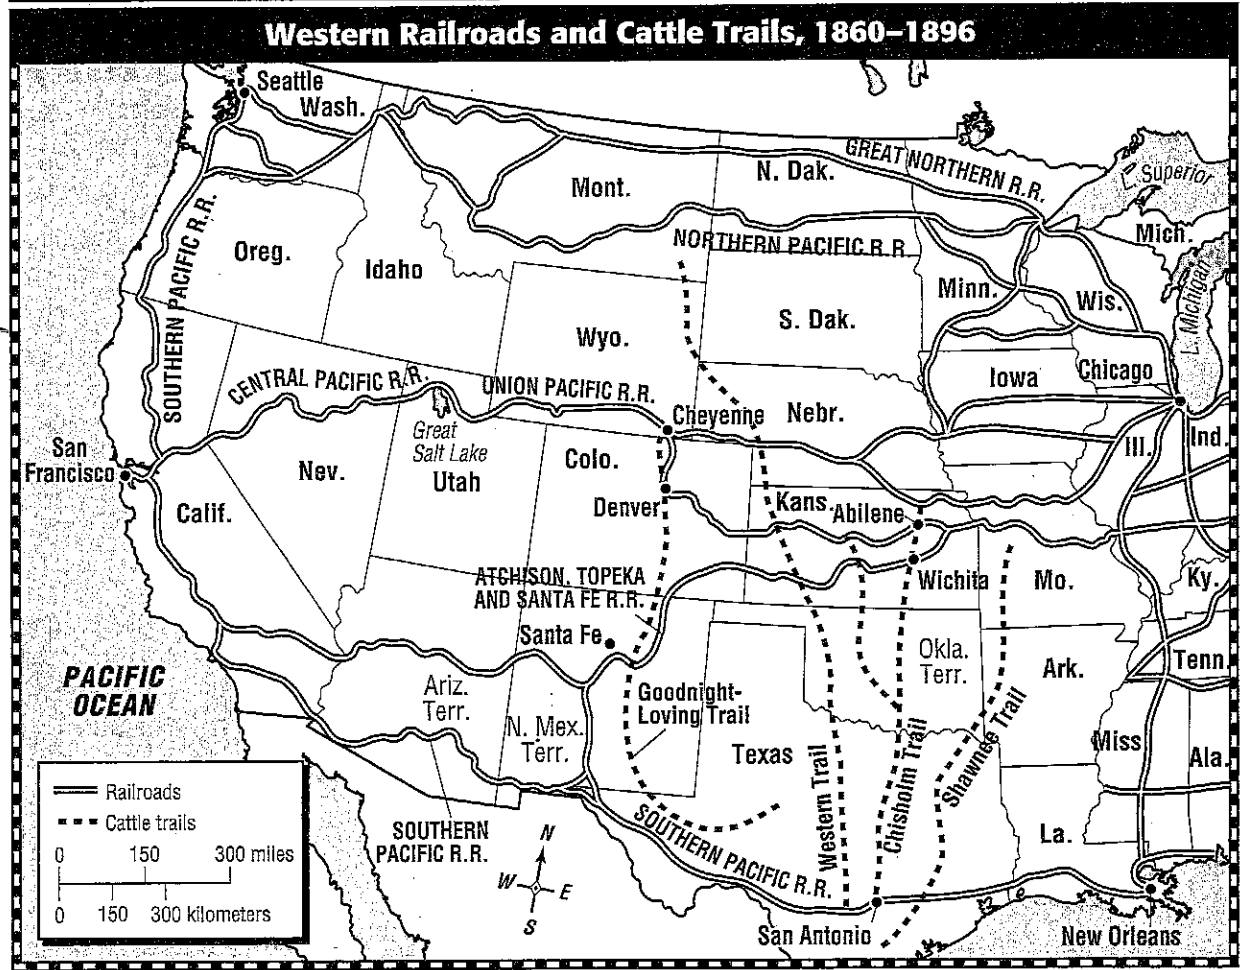 Western Railroads and Cattle Trails, 1860–1896
Seattle
Wash.
GREAT NORTHERN R.R.
N. Dak.
L. Superior
Mont.
Mich.
NORTHERN PACIFIC R.R.
SOUTHERN PACIFIC R.R.
Oreg.
Idaho
Minn.
Wis.
L. Michigan
S. Dak.
Wyo.
CENTRAL PACIFIC R.R.
UNION PACIFIC R.R.
Iowa
Chicago
Cheyenne
Nebr.
Great
Salt Lake
San
Francisco
Nev.
Utah
Colo.
Ill.
Ind.
Calif.
Denver
Kans.
Abilene
ATCHISON, TOPEKA
AND SANTA FE R.R.
Wichita
Mo.
Ky.
Santa Fe
Okla.
Terr.
Ark.
Tenn.
PACIFIC
OCEAN
Ariz.
Terr.
Goodnight-
Loving Trail
N. Mex.
Terr.
Texas
Western Trail
Chisholm Trail
Shawnee Trail
Miss
Ala.
Railroads
Cattle trails
0 150 300 miles
0 150 300 kilometers
SOUTHERN
PACIFIC R.R.
N
W E
S
SOUTHERN PACIFIC R.R.
La.
San Antonio
New Orleans